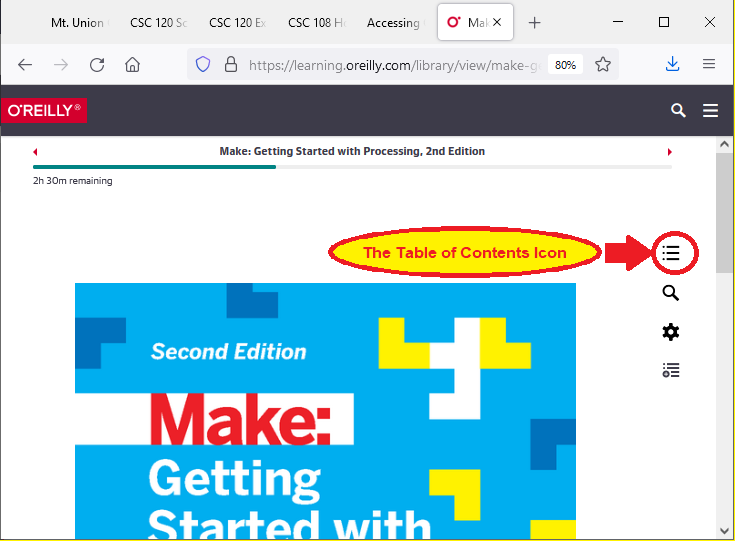 Mt. Union CSC 120 Sc CSC 120 Ex CSC 108 Ho Accessing Mak
https://learning.oreilly.com/library/view/make-g 80%
O'REILLY®
Make: Getting Started with Processing, 2nd Edition
2h 30m remaining
The Table of Contents Icon
Second Edition
Make:
Getting
Started with